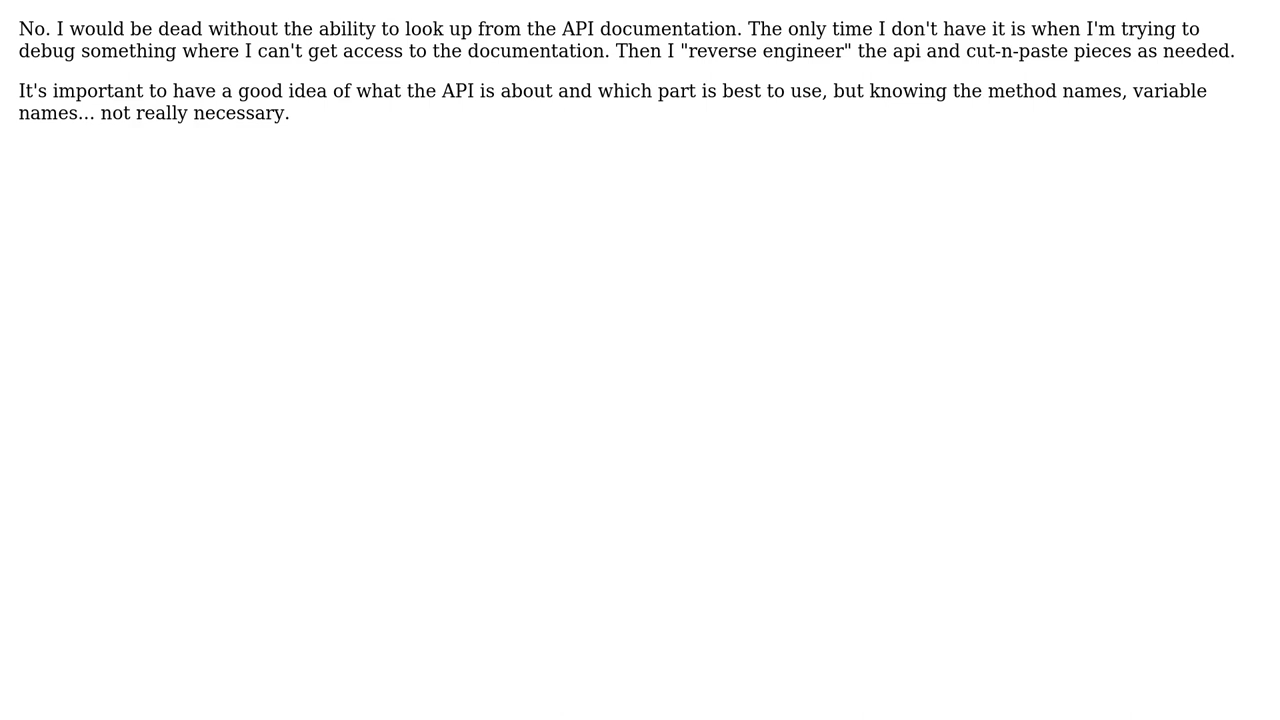 No. I would be dead without the ability to look up from the API documentation. The only time I don't have it is when I'm trying to
debug something where I can't get access to the documentation. Then I "reverse engineer" the api and cut-n-paste pieces as needed.
It's important to have a good idea of what the API is about and which part is best to use, but knowing the method names, variable
names... not really necessary.